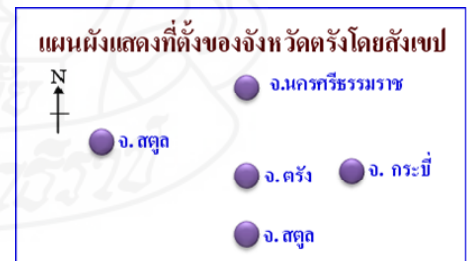 แผนผังแสดงที่ตั้งของจังหวัดตรังโดยสังเขป
N
จ.นครศรีธรรมราช
จ. สตูล
จ. ตรัง
จ. กระบี่
จ. สตูล